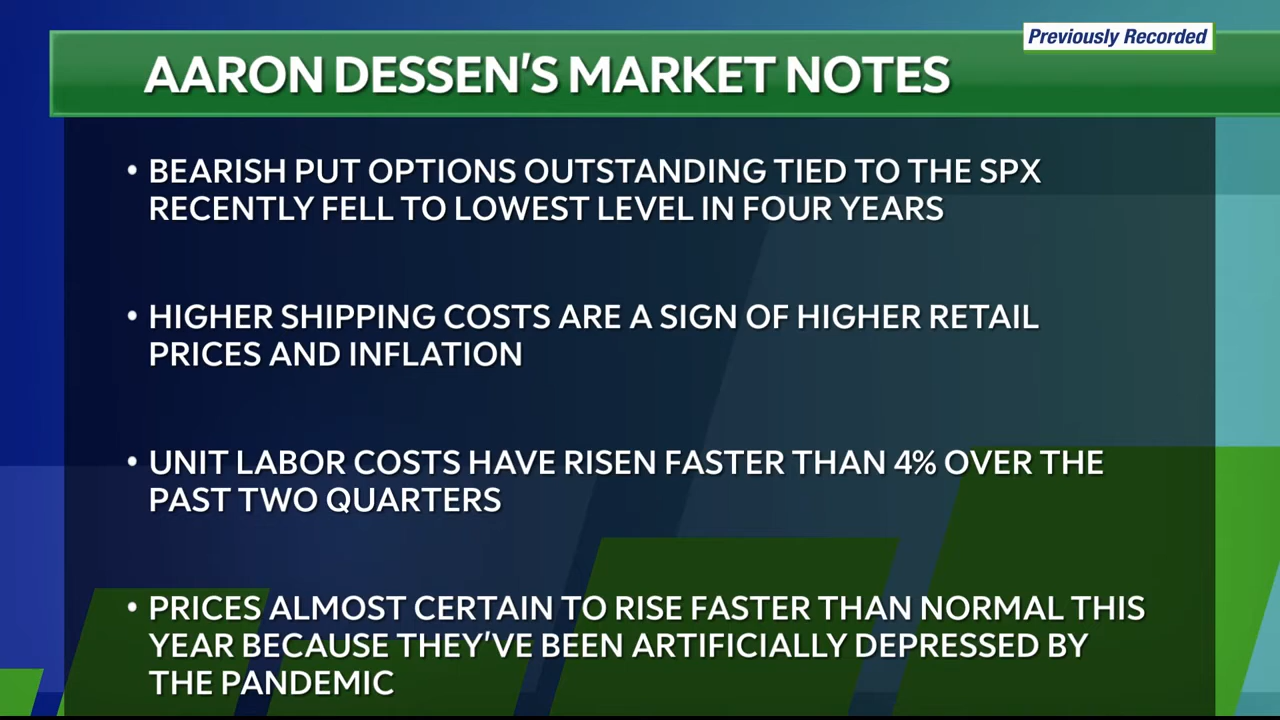 Previously Recorded
AARON DESSEN'S MARKET NOTES
• BEARISH PUT OPTIONS OUTSTANDING TIED TO THE SPX
RECENTLY FELL TO LOWEST LEVEL IN FOUR YEARS
• HIGHER SHIPPING COSTS ARE A SIGN OF HIGHER RETAIL
PRICES AND INFLATION
• UNIT LABOR COSTS HAVE RISEN FASTER THAN 4% OVER THE
PAST TWO QUARTERS
• PRICES ALMOST CERTAIN TO RISE FASTER THAN NORMAL THIS
YEAR BECAUSE THEY'VE BEEN ARTIFICIALLY DEPRESSED BY
THE PANDEMIC